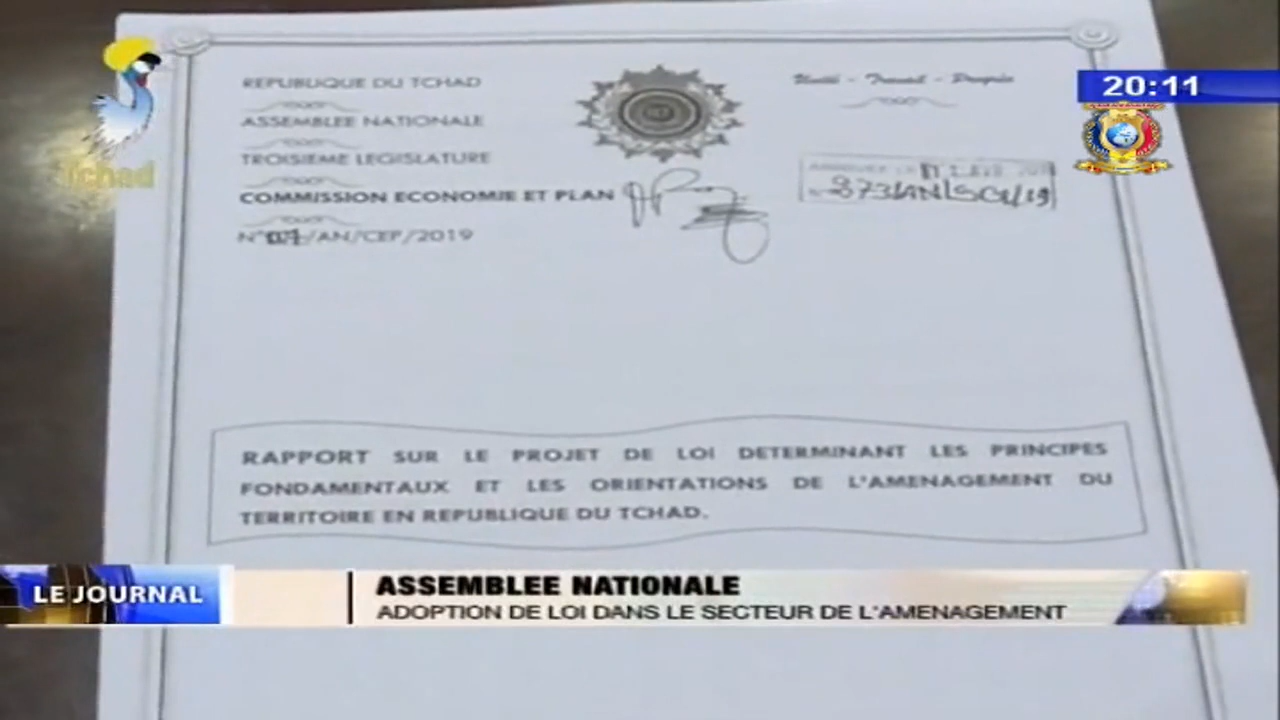 REPUBLIQUE DU TCHAD
ASSEMBLEE NATIONALE
TROISIEME LEGISLATURE
COMMISSION ECONOMIE ET PLAN
/AN/CEP/2019
Unité - Travail - Progrès
20:11
Tchad
RAPPORT SUR LE PROJET DE LOI DETERMINANT LES PRINCIPES
FONDAMENTAUX ET LES ORIENTATIONS DE L'AMENAGEMENT DU
TERRITOIRE EN REPUBLIQUE DU TCHAD.
LE JOURNAL
ASSEMBLEE NATIONALE
ADOPTION DE LOI DANS LE SECTEUR DE L'AMENAGEMENT